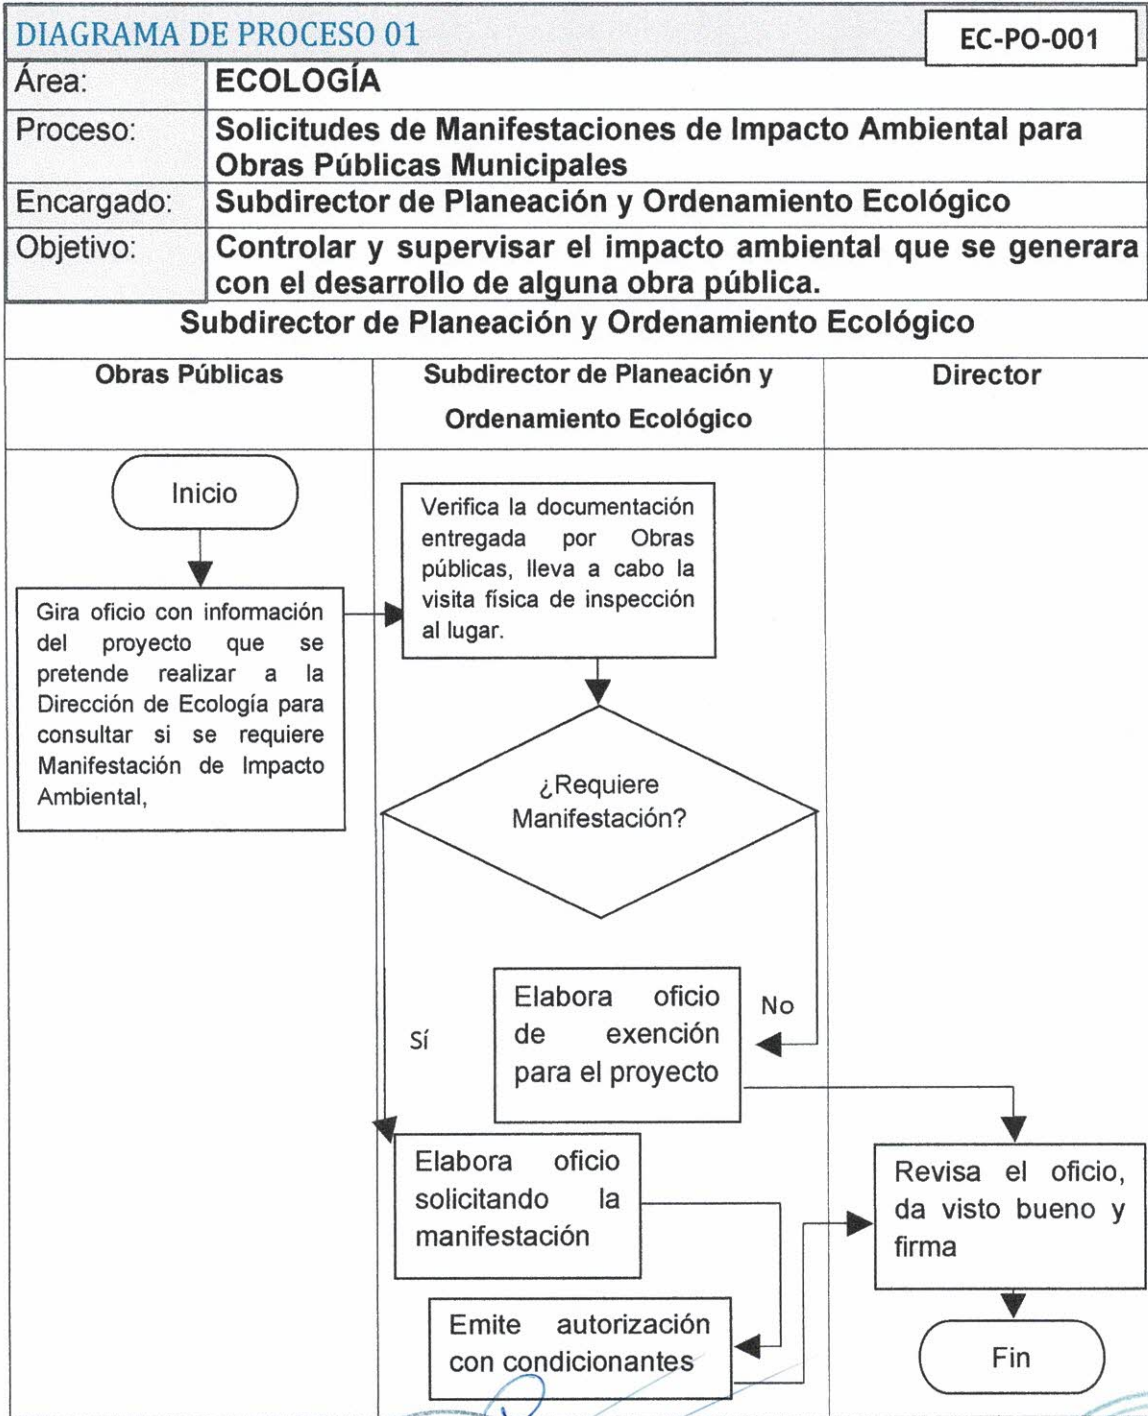 DIAGRAMA DE PROCESO 01
EC-PO-001
Área:
ECOLOGÍA
Proceso:
Solicitudes de Manifestaciones de Impacto Ambiental para
Obras Públicas Municipales
Encargado:
Subdirector de Planeación y Ordenamiento Ecológico
Objetivo:
Controlar y supervisar el impacto ambiental que se generara
con el desarrollo de alguna obra pública.
Subdirector de Planeación y Ordenamiento Ecológico
Obras Públicas
Subdirector de Planeación y
Ordenamiento Ecológico
Director
Inicio
Gira oficio con información
del proyecto que se
pretende realizar a la
Dirección de Ecología para
consultar si se requiere
Manifestación de Impacto
Ambiental,
Verifica la documentación
entregada por Obras
públicas, lleva a cabo la
visita física de inspección
al lugar.
¿Requiere
Manifestación?
No
Elabora oficio
de exención
para el proyecto
Sí
Elabora oficio
solicitando la
manifestación
Emite autorización
con condicionantes
Revisa el oficio,
da visto bueno y
firma
Fin